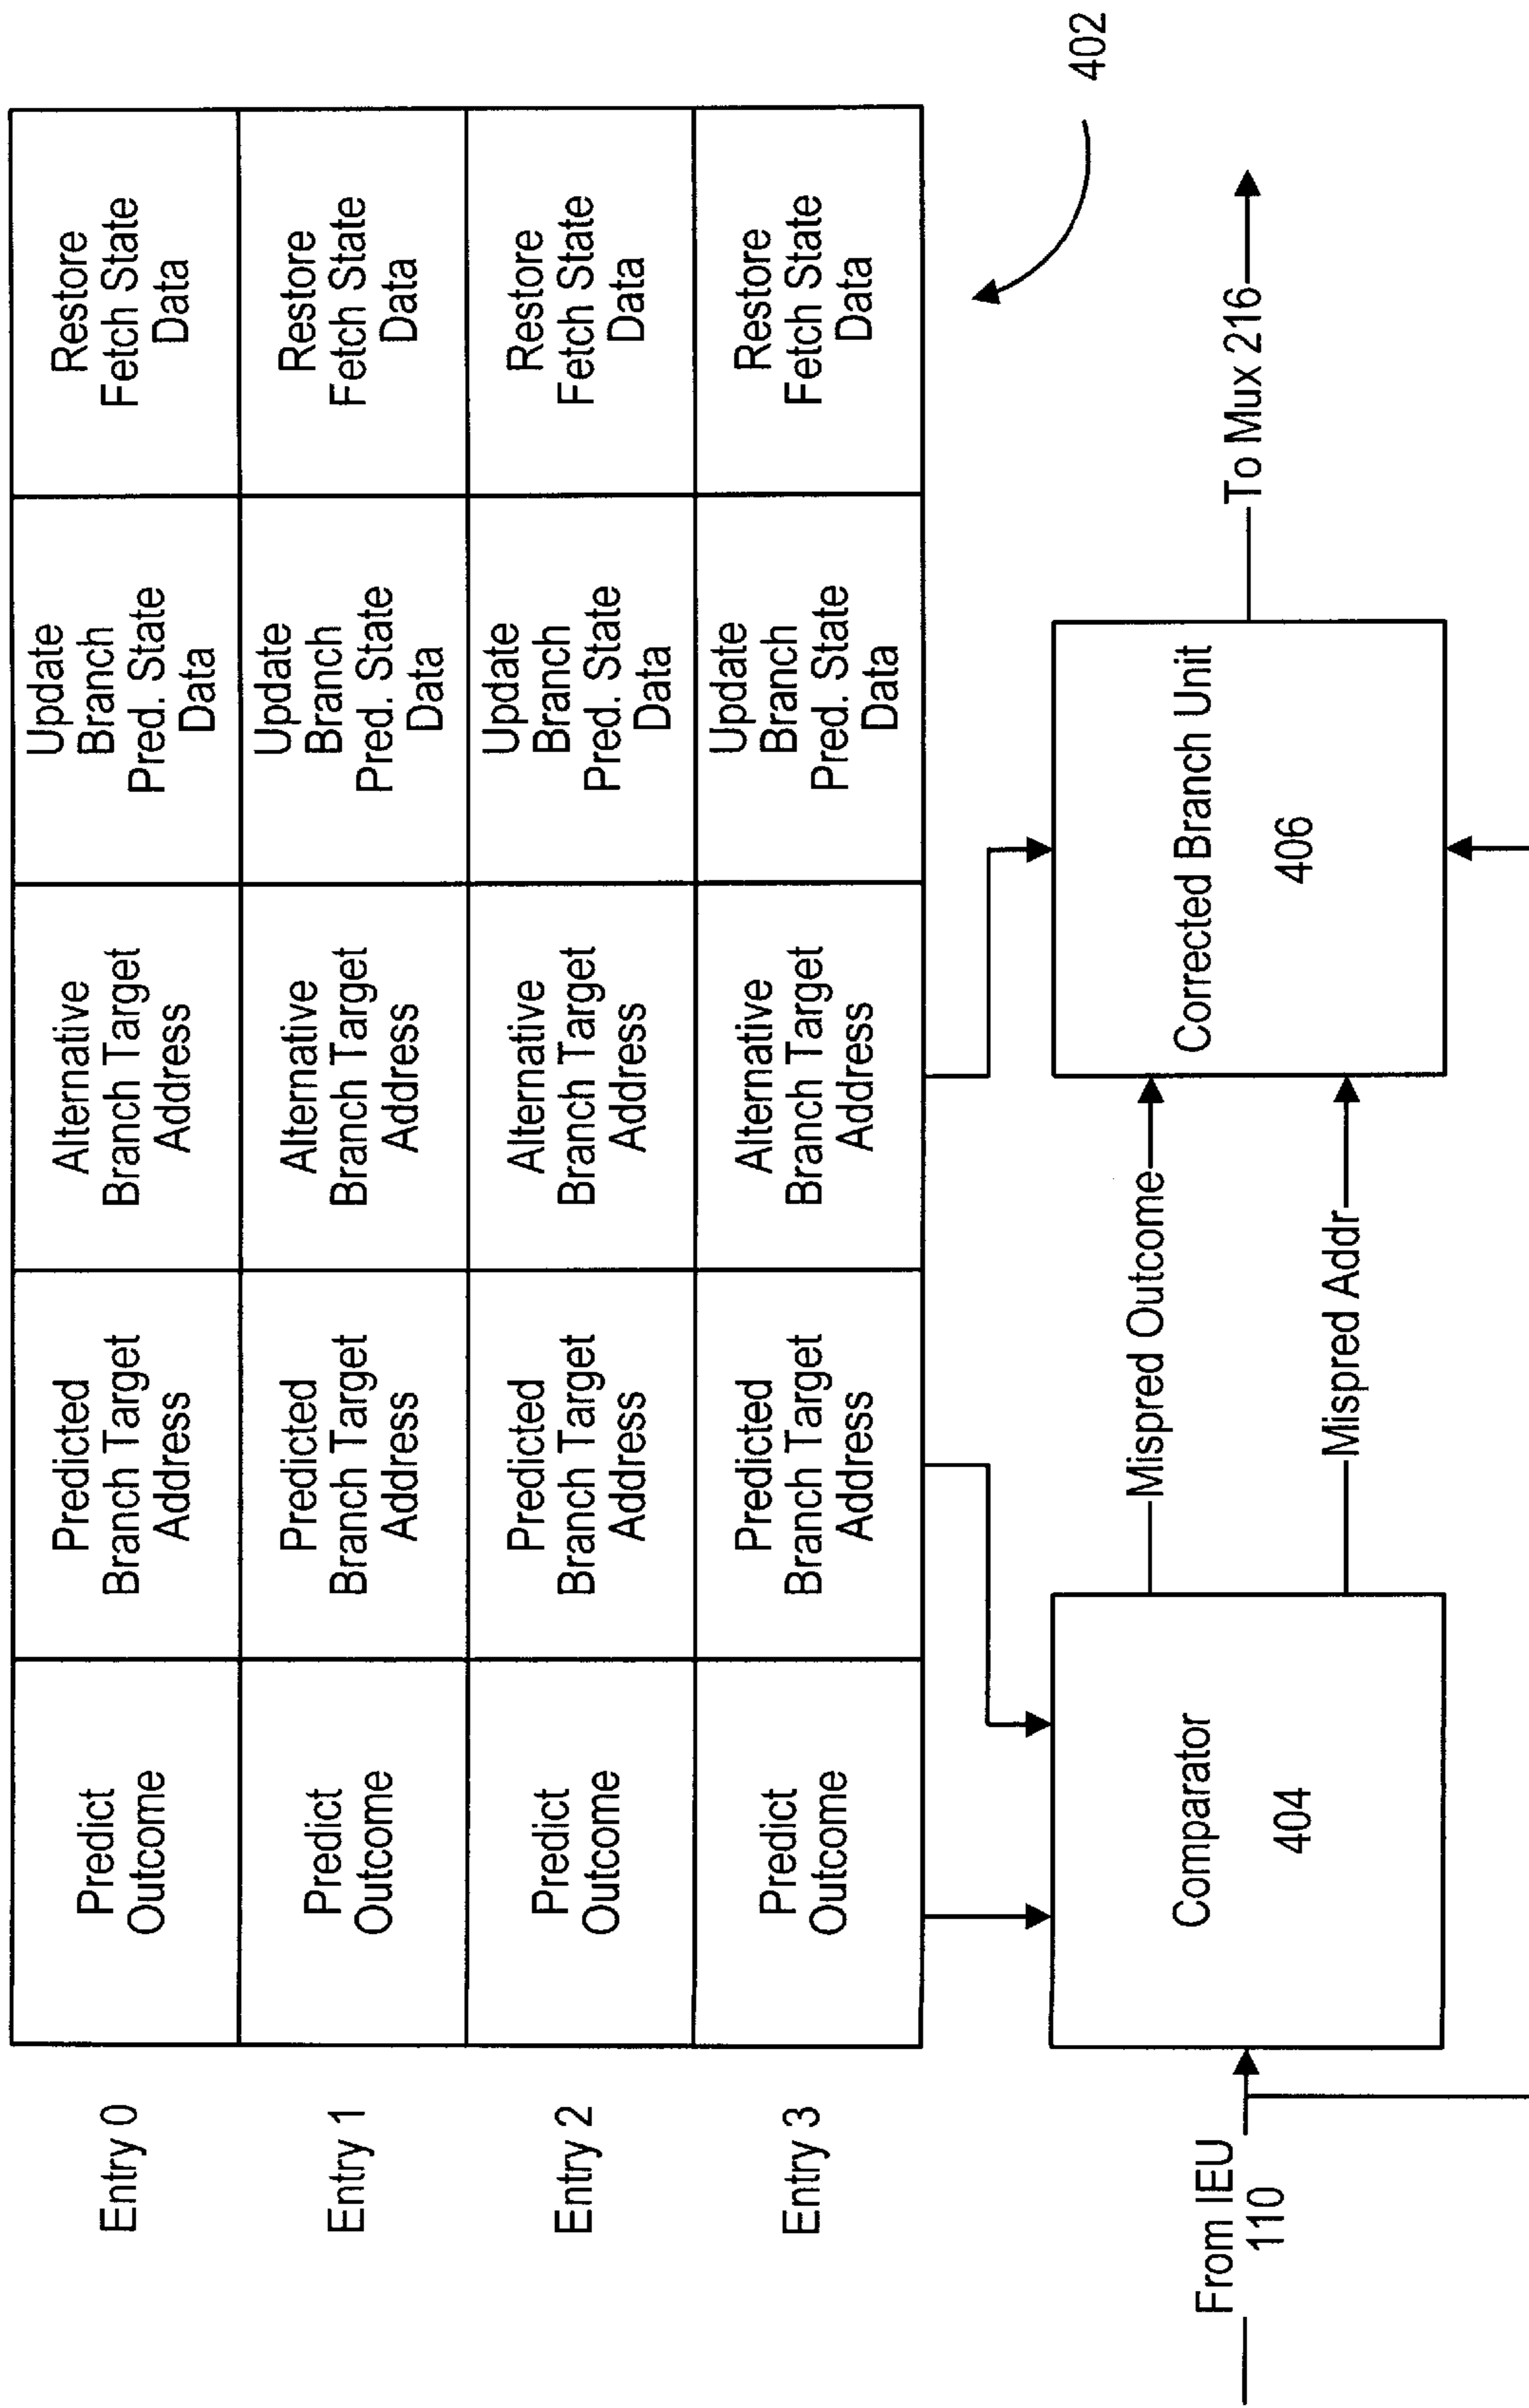 Entry 0
Predict
Outcome
Predicted
Branch Target
Address
Alternative
Branch Target
Address
Update
Branch
Pred. State
Data
Restore
Fetch State
Data
Entry 1
Predict
Outcome
Predicted
Branch Target
Address
Alternative
Branch Target
Address
Update
Branch
Pred. State
Data
Restore
Fetch State
Data
Entry 2
Predict
Outcome
Predicted
Branch Target
Address
Alternative
Branch Target
Address
Update
Branch
Pred. State
Data
Restore
Fetch State
Data
Entry 3
Predict
Outcome
Predicted
Branch Target
Address
Alternative
Branch Target
Address
Update
Branch
Pred. State
Data
Restore
Fetch State
Data
402
From IEU
110
Comparator
404
Mispred Outcome
Mispred Addr
Corrected Branch Unit
406
To Mux 216